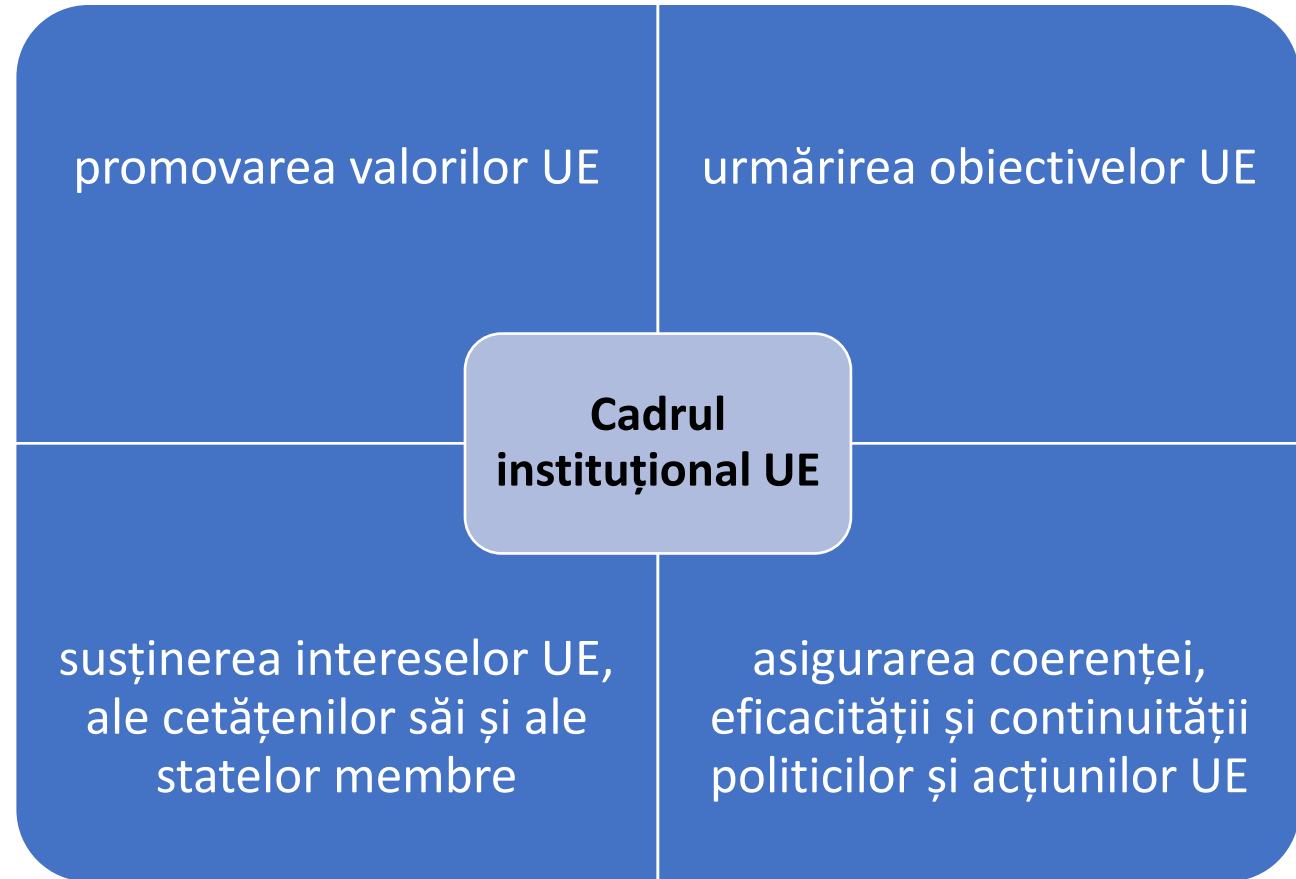 promovarea valorilor UE
urmărirea obiectivelor UE
Cadrul
instituțional UE
susținerea intereselor UE,
ale cetățenilor săi și ale
statelor membre
asigurarea coerenței,
eficacității și continuității
politicilor și acțiunilor UE